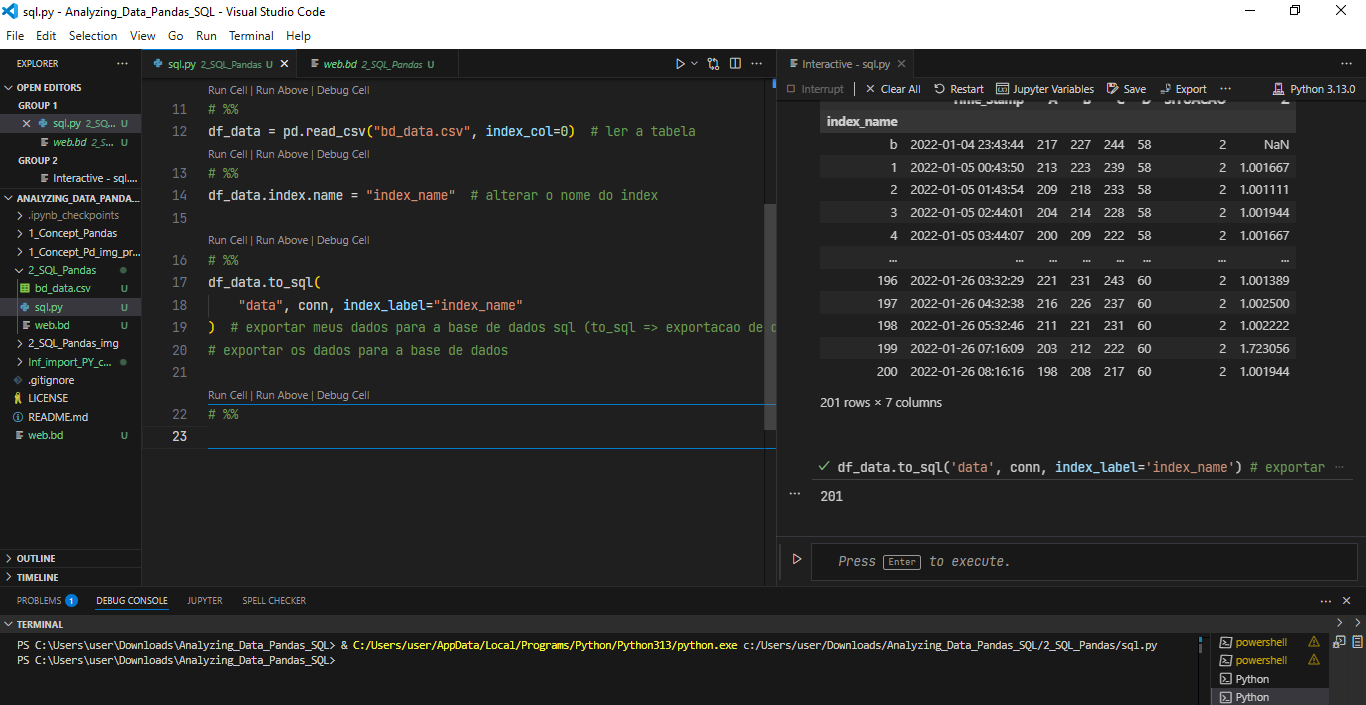 sql.py - Analyzing_Data_Pandas_SQL - Visual Studio Code
File Edit Selection View Go Run Terminal Help
EXPLORER ···
OPEN EDITORS
GROUP 1
sql.py 2_SQ... U
web.bd 2_S... U
GROUP 2
Interactive - sql....
ANALYZING_DATA_PANDA...
.ipynb_checkpoints
1_Concept_Pandas
1_Concept_Pd_img_pr...
2_SQL_Pandas
bd_data.csv U
sql.py U
web.bd U
2_SQL_Pandas_img
Inf_import_PY_c...
.gitignore
LICENSE
README.md
web.bd U
OUTLINE
TIMELINE
sql.py 2_SQL_Pandas U
web.bd 2_SQL_Pandas U
Run Cell | Run Above | Debug Cell
11 # %%
12 df_data = pd.read_csv("bd_data.csv", index_col=0)  # ler a tabela
Run Cell | Run Above | Debug Cell
13 # %%
14 df_data.index.name = "index_name"  # alterar o nome do index
15
Run Cell | Run Above | Debug Cell
16 # %%
17 df_data.to_sql(
18     "data", conn, index_label="index_name"
19 )  # exportar meus dados para a base de dados sql (to_sql => exportacao de
20 # exportar os dados para a base de dados
21
Run Cell | Run Above | Debug Cell
22 # %%
23
Interactive - sql.py
Interrupt | Clear All Restart Jupyter Variables Save Export ··· Python 3.13.0
Time_Stamp A B C D SITUACAO Z
index_name
b 2022-01-04 23:43:44 217 227 244 58 2 NaN
1 2022-01-05 00:43:50 213 223 239 58 2 1.001667
2 2022-01-05 01:43:54 209 218 233 58 2 1.001111
3 2022-01-05 02:44:01 204 214 228 58 2 1.001944
4 2022-01-05 03:44:07 200 209 222 58 2 1.001667
... ... ... ... ... ... ... ...
196 2022-01-26 03:32:29 221 231 243 60 2 1.001389
197 2022-01-26 04:32:38 216 226 237 60 2 1.002500
198 2022-01-26 05:32:46 211 221 231 60 2 1.002222
199 2022-01-26 07:16:09 203 212 222 60 2 1.723056
200 2022-01-26 08:16:16 198 208 217 60 2 1.001944
201 rows × 7 columns
df_data.to_sql('data', conn, index_label='index_name') # exportar ···
··· 201
Press Enter to execute.
PROBLEMS 1 DEBUG CONSOLE JUPYTER SPELL CHECKER
TERMINAL
PS C:\Users\user\Downloads\Analyzing_Data_Pandas_SQL> & C:/Users/user/AppData/Local/Programs/Python/Python313/python.exe c:/Users/user/Downloads/Analyzing_Data_Pandas_SQL/2_SQL_Pandas/sql.py
PS C:\Users\user\Downloads\Analyzing_Data_Pandas_SQL>
powershell
powershell
Python
Python